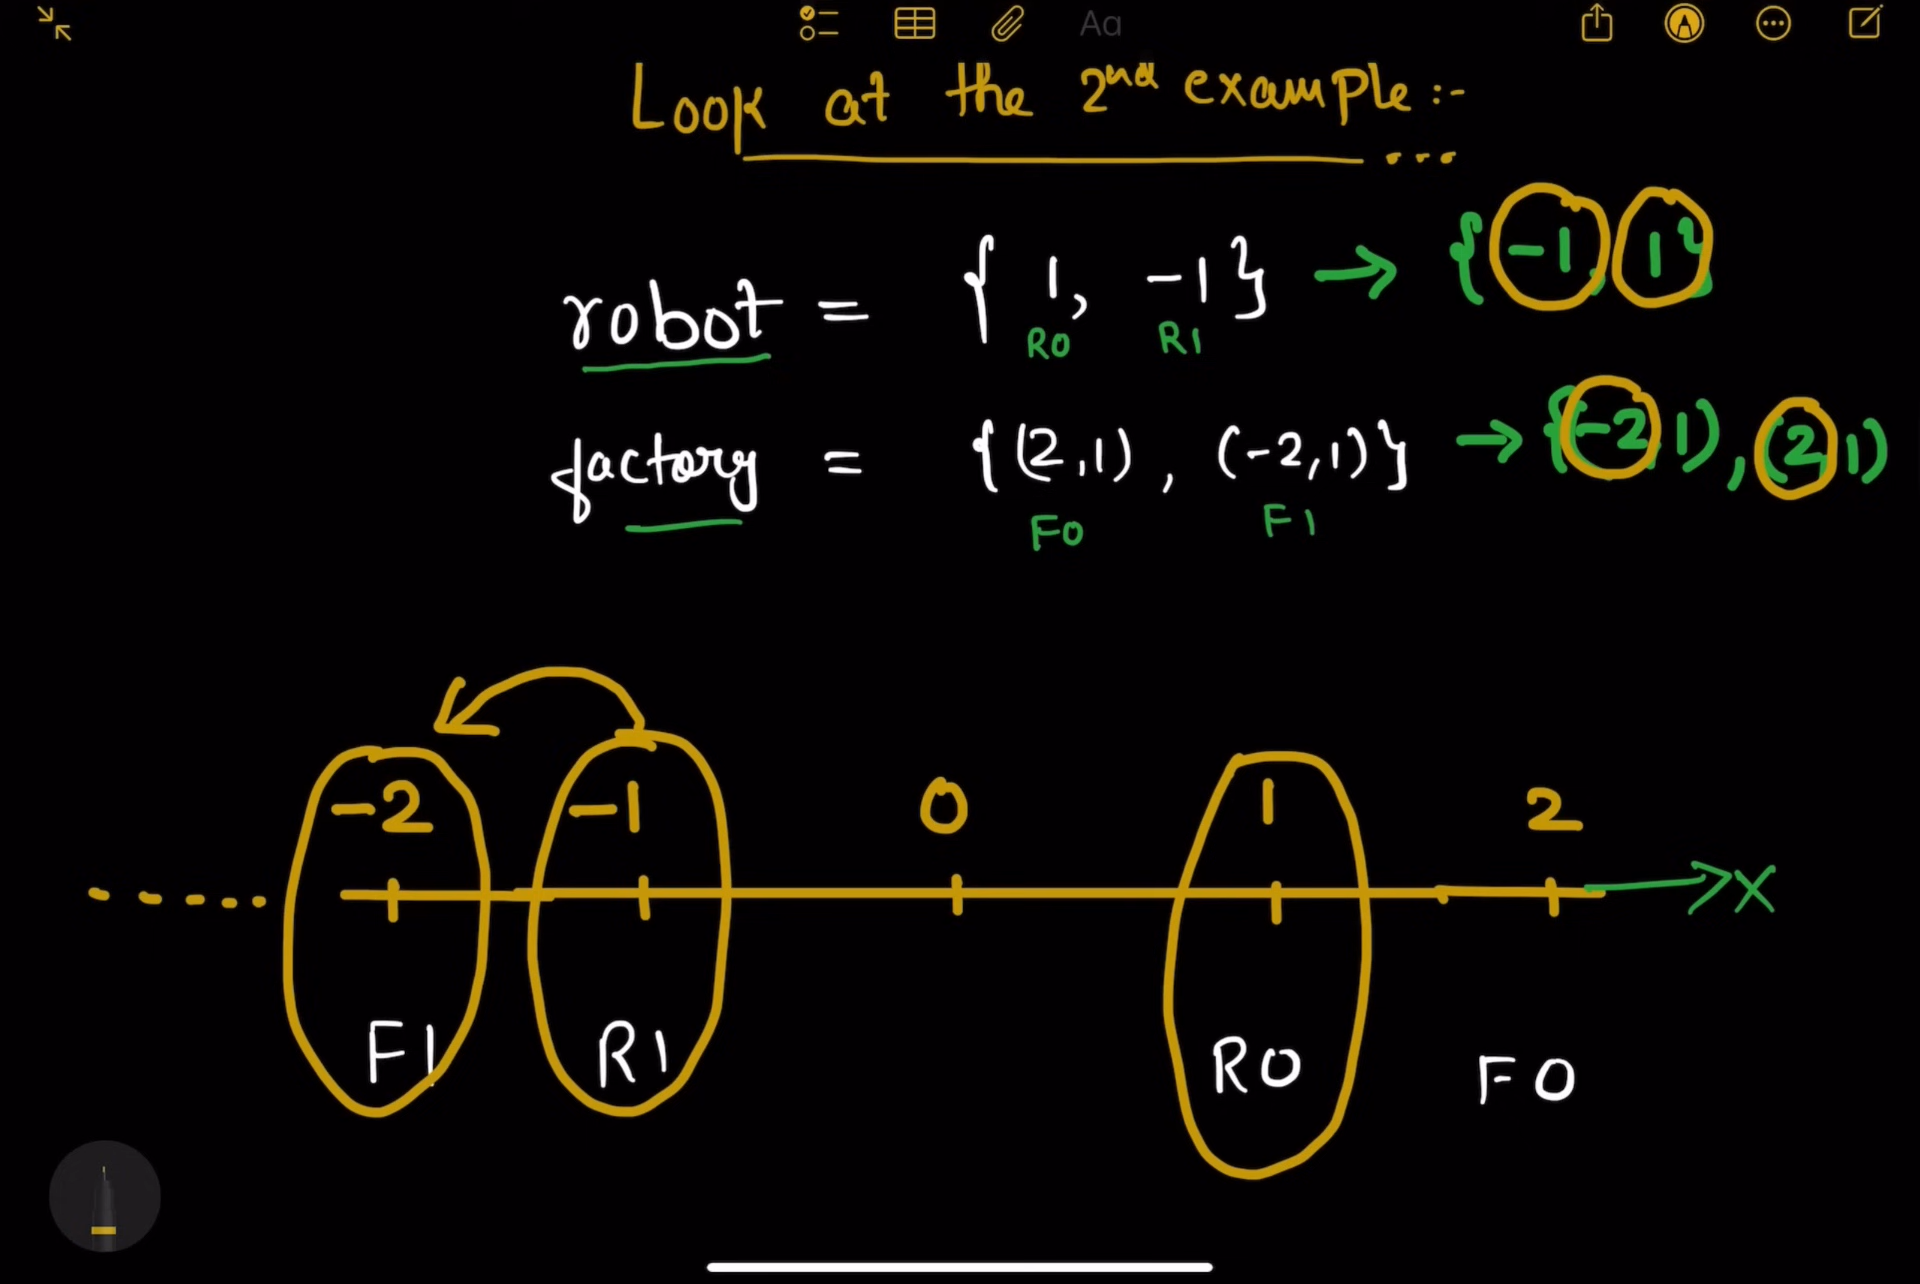 Aa
Look at the 2nd example :-
robot = { 1, -1} → {-1, 1}
R0 R1
factory = {(2,1), (-2,1)} → {-2,1), (2,1)
F0 F1
-2 -1 0 1 2
X
F1 R1 R0 F0